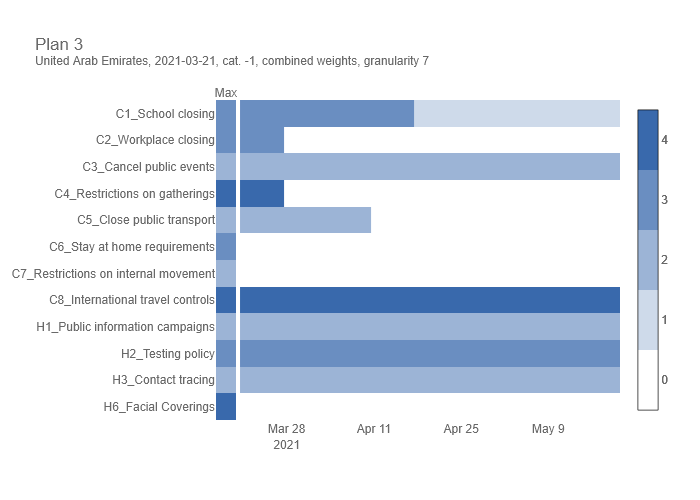 Plan 3
United Arab Emirates, 2021-03-21, cat. -1, combined weights, granularity 7
Max
C1_School closing
C2_Workplace closing
C3_Cancel public events
C4_Restrictions on gatherings
C5_Close public transport
C6_Stay at home requirements
C7_Restrictions on internal movement
C8_International travel controls
H1_Public information campaigns
H2_Testing policy
H3_Contact tracing
H6_Facial Coverings
Mar 28 Apr 11 Apr 25 May 9
2021
4
3
2
1
0